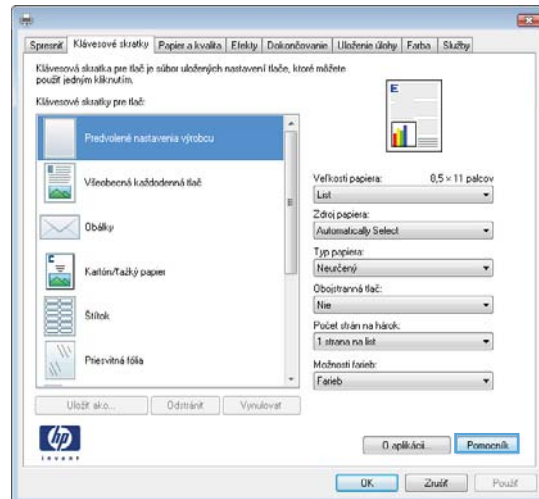 Spresniť Klávesové skratky Papier a kvalita Efekty Dokončovanie Uloženie úlohy Farba Služby
Klávesová skratka pre tlač je súbor uložených nastavení tlače, ktoré môžete
použiť jedným kliknutím.
Klávesové skratky pre tlač:
Predvolené nastavenia výrobcu
Všeobecná každodenná tlač
Obálky
Kartón/Ťažký papier
Štítok
Priesvitná fólia
Uložiť ako... Odstrániť Vynulovať
E
Veľkosti papiera: 8,5 × 11 palcov
List
Zdroj papiera:
Automatically Select
Typ papiera:
Neurčený
Obojstranná tlač:
Nie
Počet strán na hárok:
1 strana na list
Možnosti farieb:
Farieb
hp
invent
O aplikácii... Pomocník
OK Zrušiť Použiť